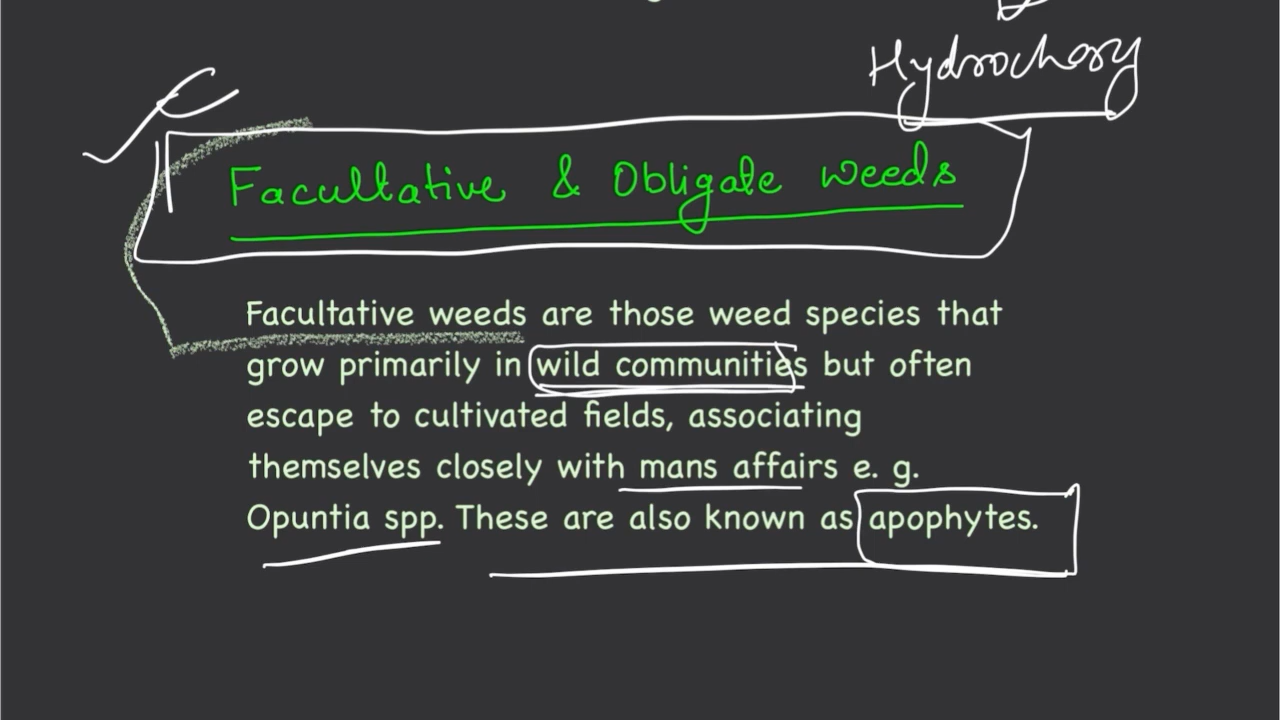 Hydrochory
Facultative & Obligate weeds
Facultative weeds are those weed species that
grow primarily in wild communities but often
escape to cultivated fields, associating
themselves closely with mans affairs e. g.
Opuntia spp. These are also known as apophytes.